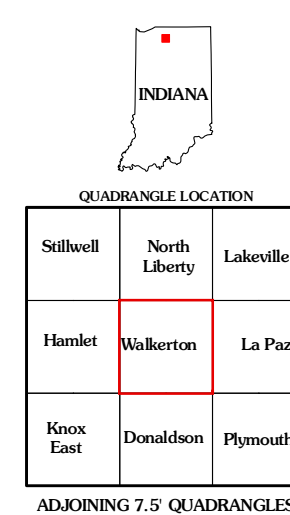 INDIANA
QUADRANGLE LOCATION
Stillwell
North
Liberty
Lakeville
Hamlet
Walkerton
La Paz
Knox
East
Donaldson
Plymouth
ADJOINING 7.5' QUADRANGLES